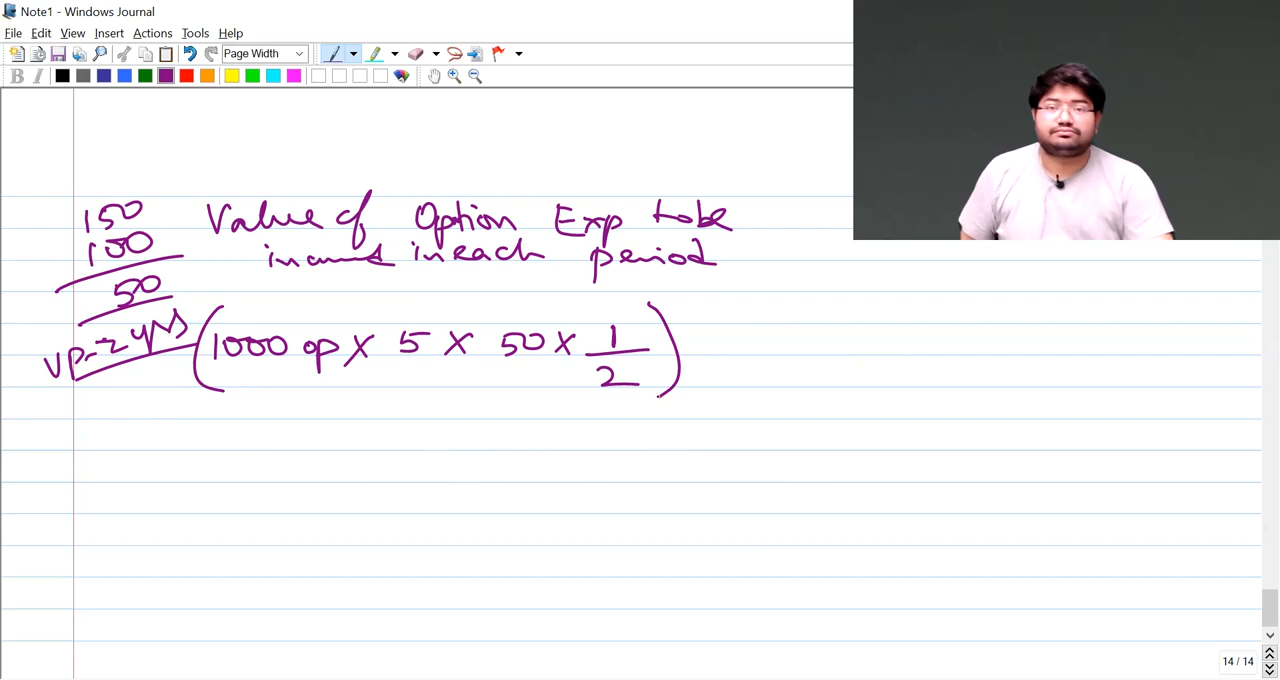 Note1 - Windows Journal
File Edit View Insert Actions Tools Help
Page Width
B I
150 Value of Option Exp to be
100 incurred in each period
50
VP-2 yrs (1000 op X 5 X 50 X 1/2)
14 / 14